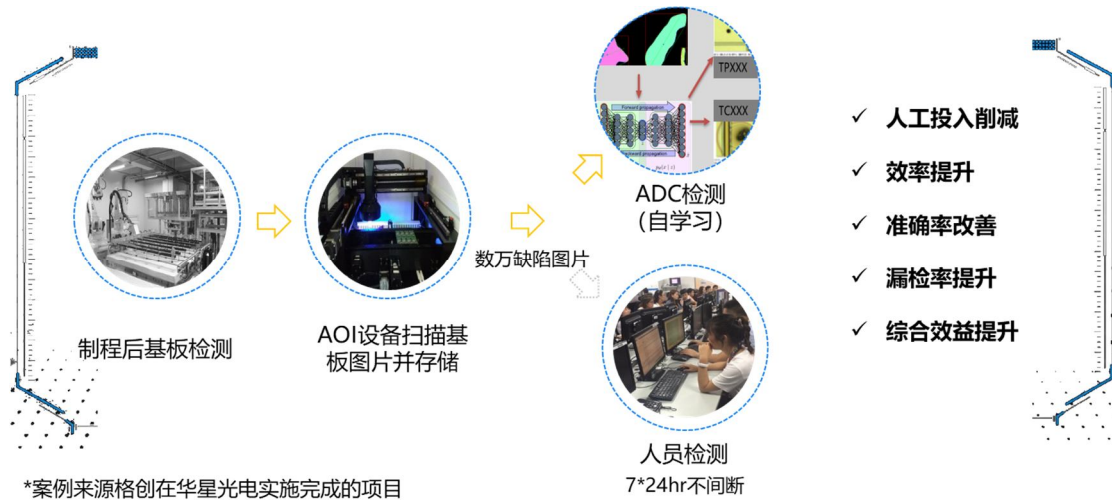 制程后基板检测
AOI设备扫描基
板图片并存储
数万缺陷图片
Forward propagation
Backward propagation
TPXXX
TCXXX
ADC检测
（自学习）
人员检测
7*24hr不间断
✓ 人工投入削减
✓ 效率提升
✓ 准确率改善
✓ 漏检率提升
✓ 综合效益提升
*案例来源格创在华星光电实施完成的项目